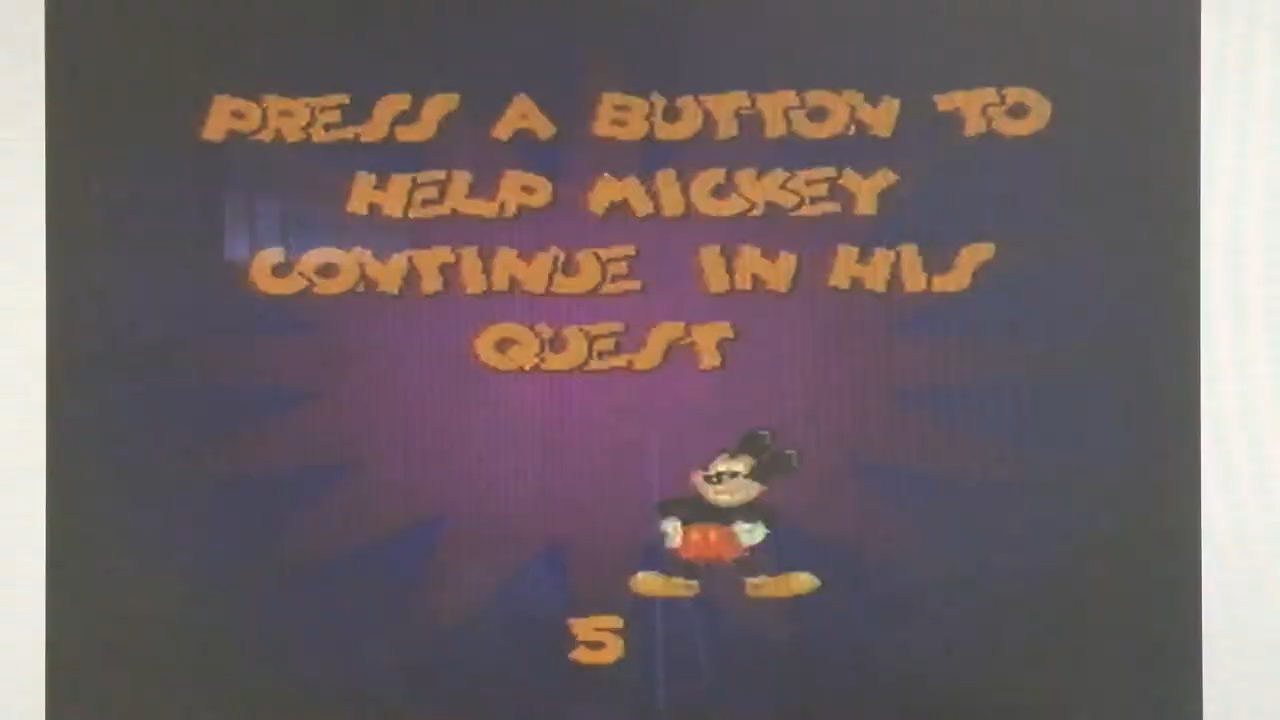 PRESS A BUTTON TO
HELP MICKEY
CONTINUE IN HIS
QUEST
5